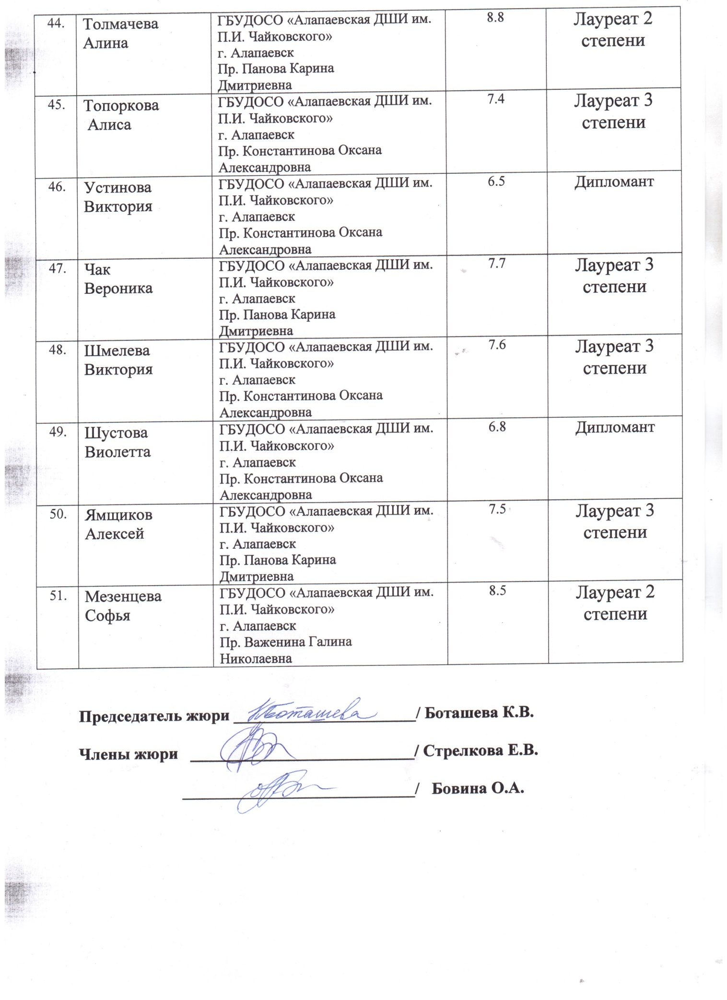 44.
Толмачева
Алина
ГБУДОСО «Алапаевская ДШИ им.
П.И. Чайковского»
г. Алапаевск
Пр. Панова Карина
Дмитриевна
8.8
Лауреат 2
степени
45.
Топоркова
Алиса
ГБУДОСО «Алапаевская ДШИ им.
П.И. Чайковского»
г. Алапаевск
Пр. Константинова Оксана
Александровна
7.4
Лауреат 3
степени
46.
Устинова
Виктория
ГБУДОСО «Алапаевская ДШИ им.
П.И. Чайковского»
г. Алапаевск
Пр. Константинова Оксана
Александровна
6.5
Дипломант
47.
Чак
Вероника
ГБУДОСО «Алапаевская ДШИ им.
П.И. Чайковского»
г. Алапаевск
Пр. Панова Карина
Дмитриевна
7.7
Лауреат 3
степени
48.
Шмелева
Виктория
ГБУДОСО «Алапаевская ДШИ им.
П.И. Чайковского»
г. Алапаевск
Пр. Константинова Оксана
Александровна
7.6
Лауреат 3
степени
49.
Шустова
Виолетта
ГБУДОСО «Алапаевская ДШИ им.
П.И. Чайковского»
г. Алапаевск
Пр. Константинова Оксана
Александровна
6.8
Дипломант
50.
Ямщиков
Алексей
ГБУДОСО «Алапаевская ДШИ им.
П.И. Чайковского»
г. Алапаевск
Пр. Панова Карина
Дмитриевна
7.5
Лауреат 3
степени
51.
Мезенцева
Софья
ГБУДОСО «Алапаевская ДШИ им.
П.И. Чайковского»
г. Алапаевск
Пр. Важенина Галина
Николаевна
8.5
Лауреат 2
степени
Председатель жюри КБоташева / Боташева К.В.
Члены жюри / Стрелкова Е.В.
/ Бовина О.А.